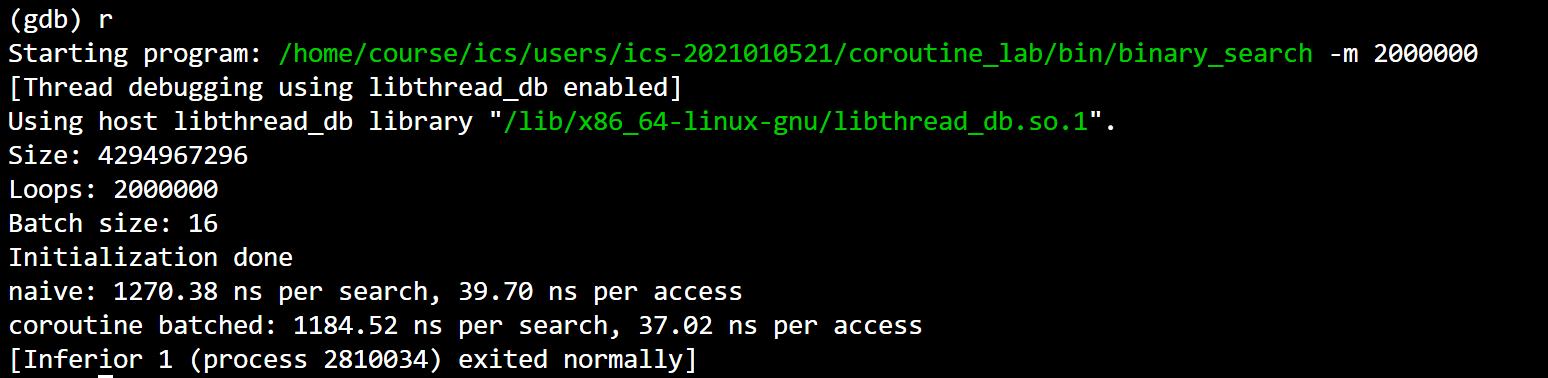 (gdb) r
Starting program: /home/course/ics/users/ics-2021010521/coroutine_lab/bin/binary_search -m 2000000
[Thread debugging using libthread_db enabled]
Using host libthread_db library "/lib/x86_64-linux-gnu/libthread_db.so.1".
Size: 4294967296
Loops: 2000000
Batch size: 16
Initialization done
naive: 1270.38 ns per search, 39.70 ns per access
coroutine batched: 1184.52 ns per search, 37.02 ns per access
[Inferior 1 (process 2810034) exited normally]